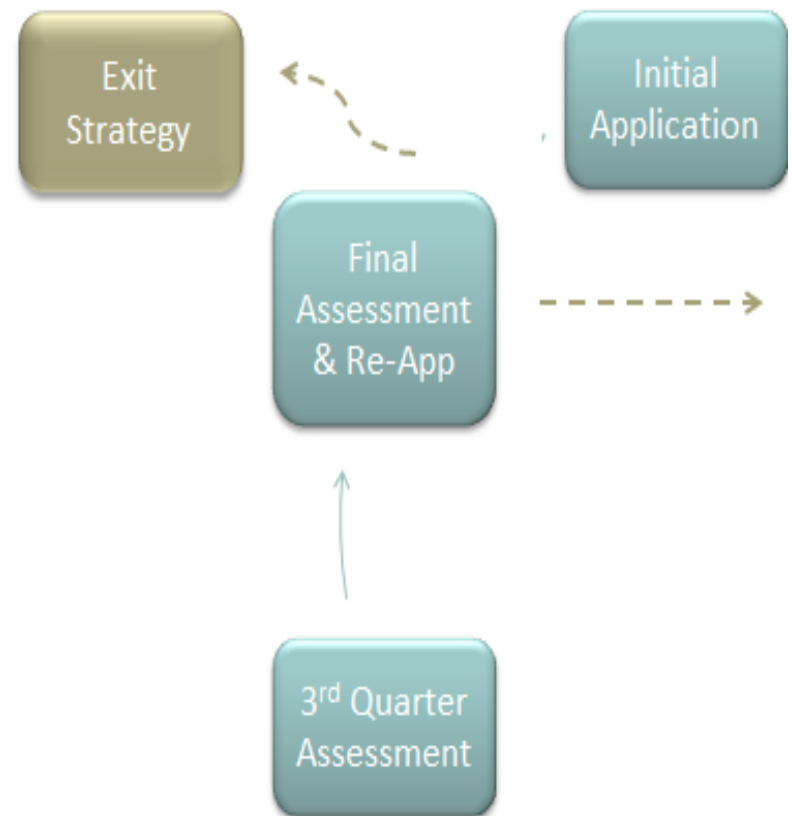 Exit
Strategy
Initial
Application
Final
Assessment
& Re-App
3rd Quarter
Assessment